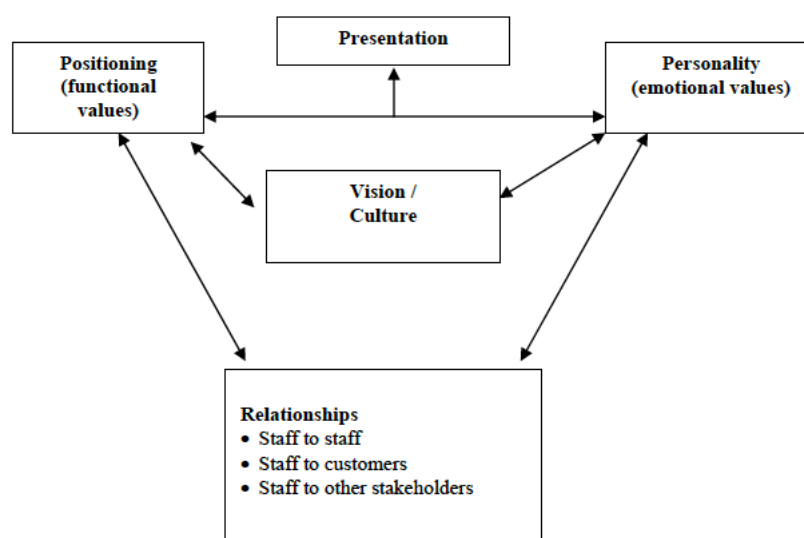 Presentation
Positioning
(functional
values)
Personality
(emotional values)
Vision /
Culture
Relationships
• Staff to staff
• Staff to customers
• Staff to other stakeholders